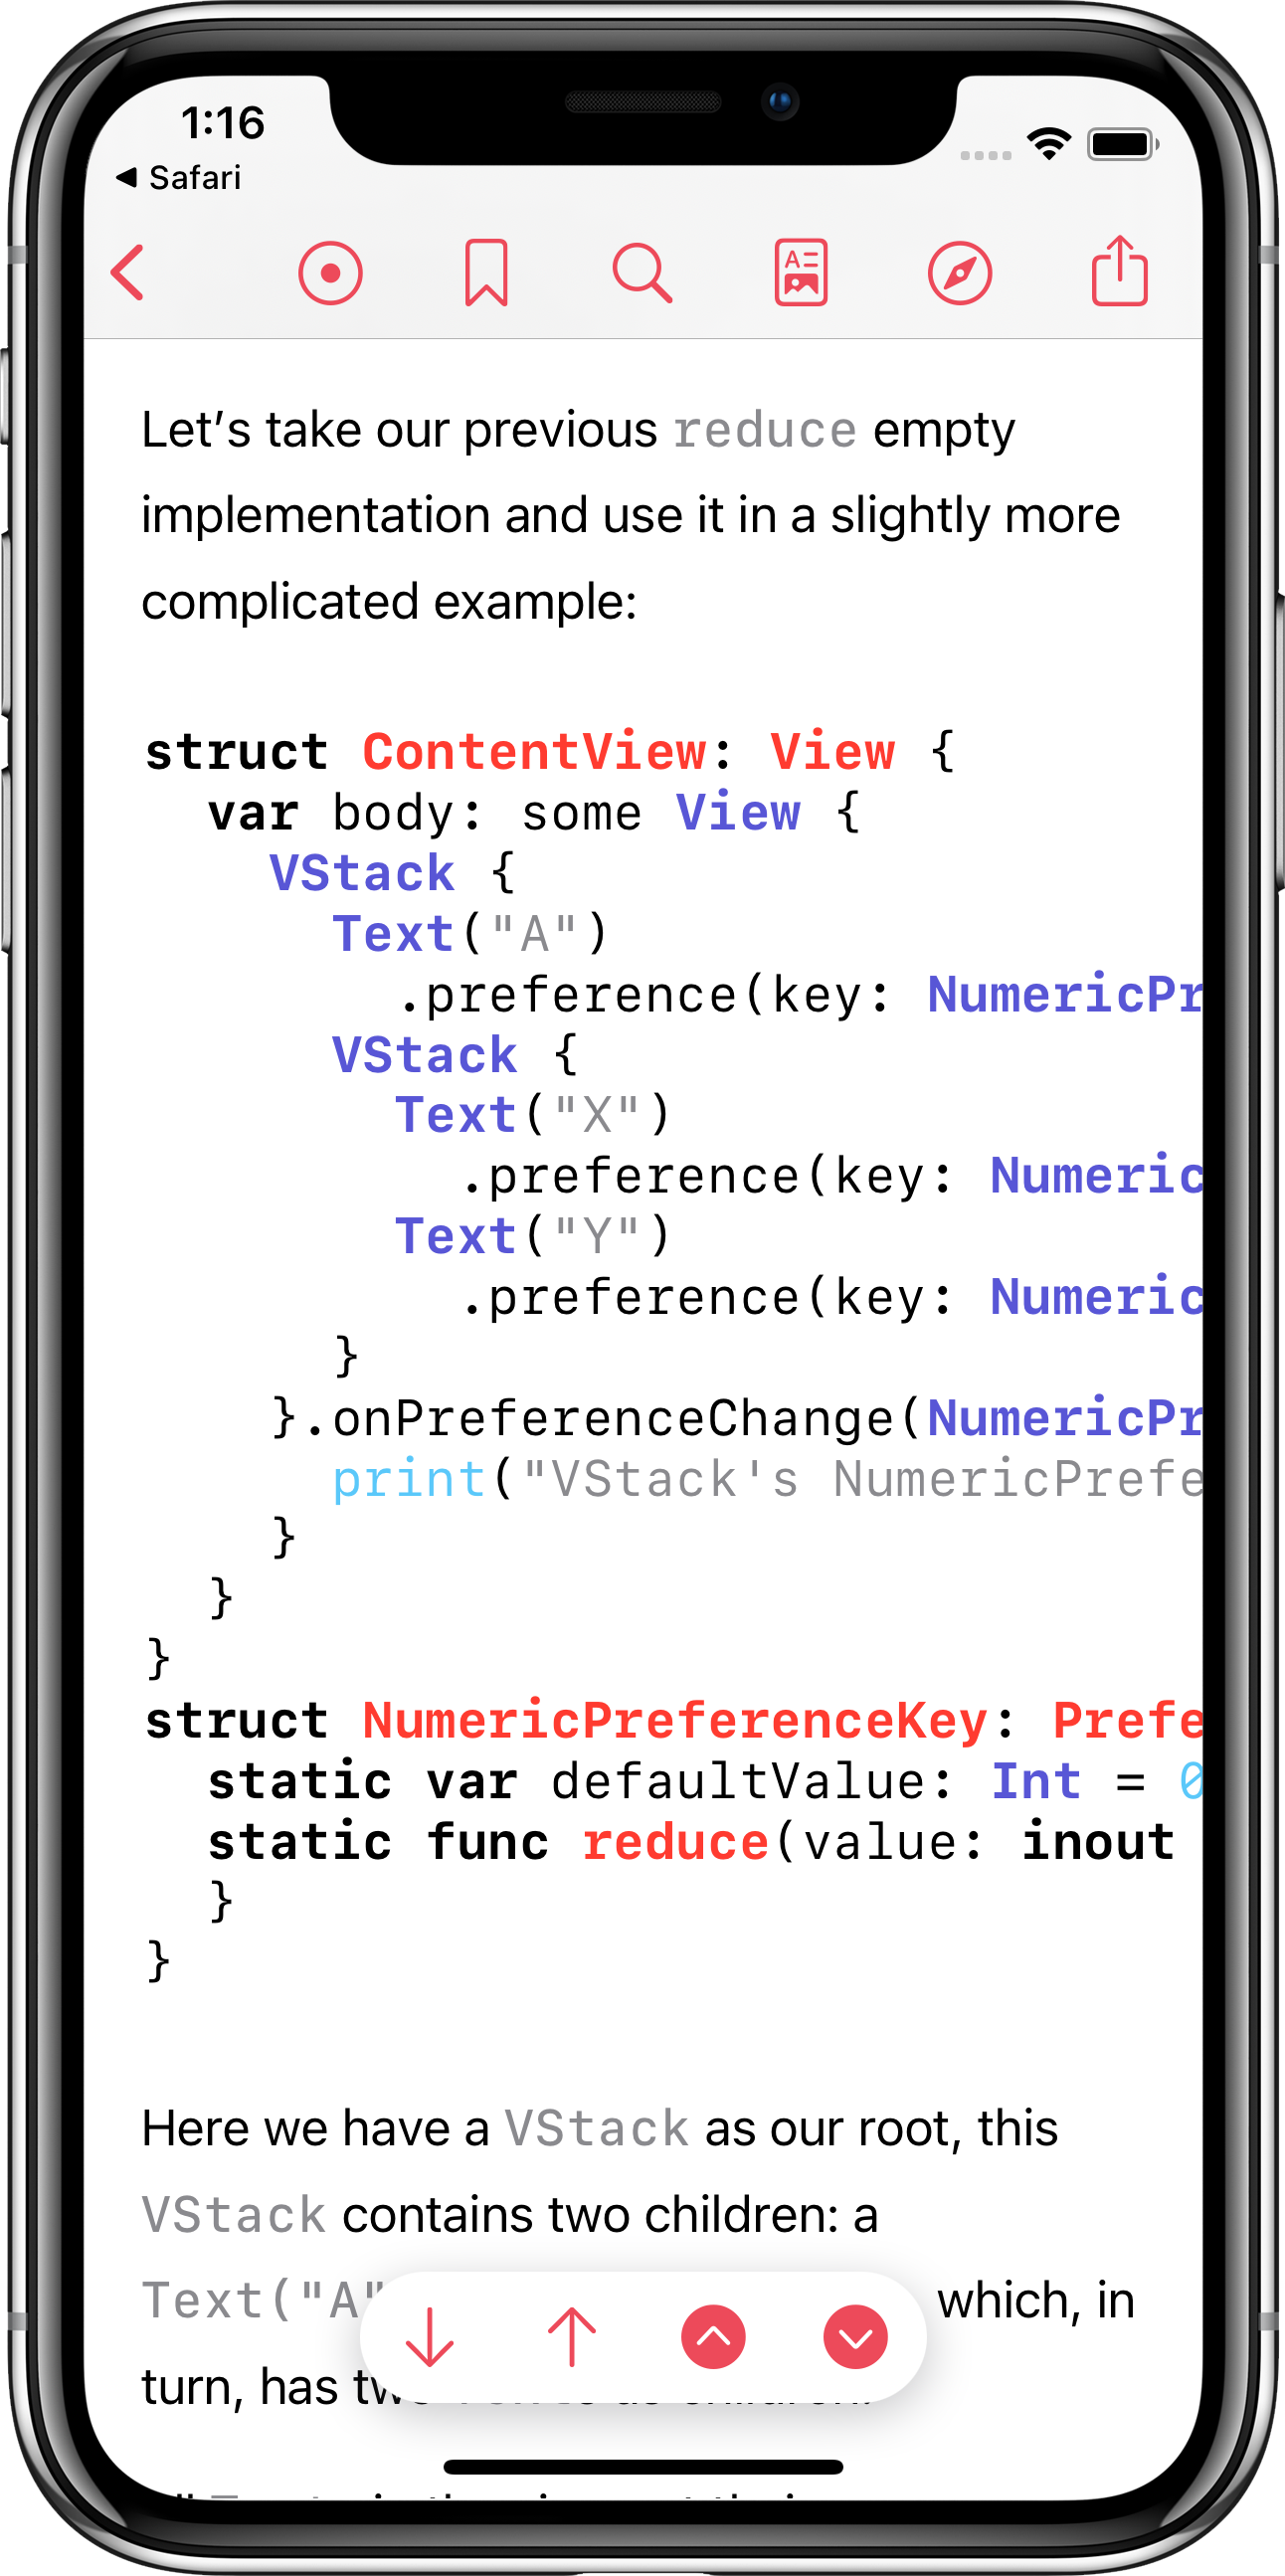 1:16
Safari
Let’s take our previous reduce empty
implementation and use it in a slightly more
complicated example:
struct ContentView: View {
  var body: some View {
    VStack {
      Text("A")
        .preference(key: NumericPr
      VStack {
        Text("X")
          .preference(key: Numeric
        Text("Y")
          .preference(key: Numeric
      }
    }.onPreferenceChange(NumericPr
      print("VStack's NumericPrefe
    }
  }
}
struct NumericPreferenceKey: Prefe
  static var defaultValue: Int = 0
  static func reduce(value: inout
  }
}
Here we have a VStack as our root, this
VStack contains two children: a
Text("A" which, in
turn, has